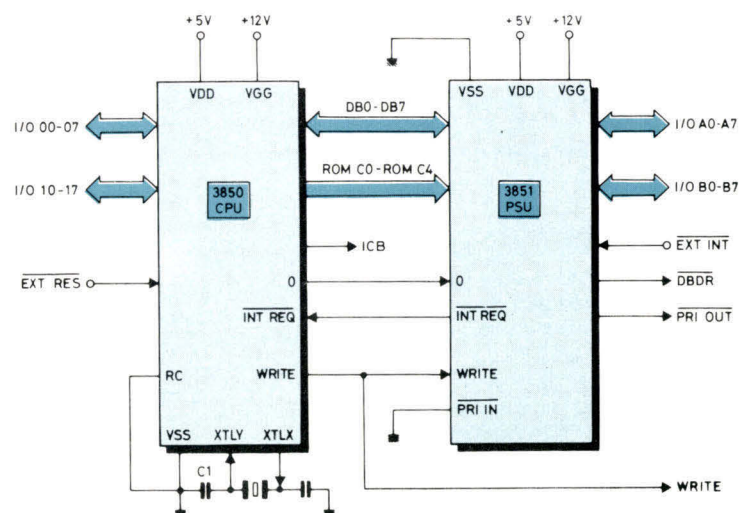 +5V +12V +5V +12V
VDD VGG VSS VDD VGG
I/O 00-07 DB0-DB7 I/O A0-A7
I/O 10-17 3850 CPU ROM C0-ROM C4 3851 PSU I/O B0-B7
ICB EXT INT
EXT RES 0 0 DBDR
INT REQ INT REQ PRI OUT
RC WRITE WRITE
PRI IN
VSS XTLY XTLX
C1
WRITE